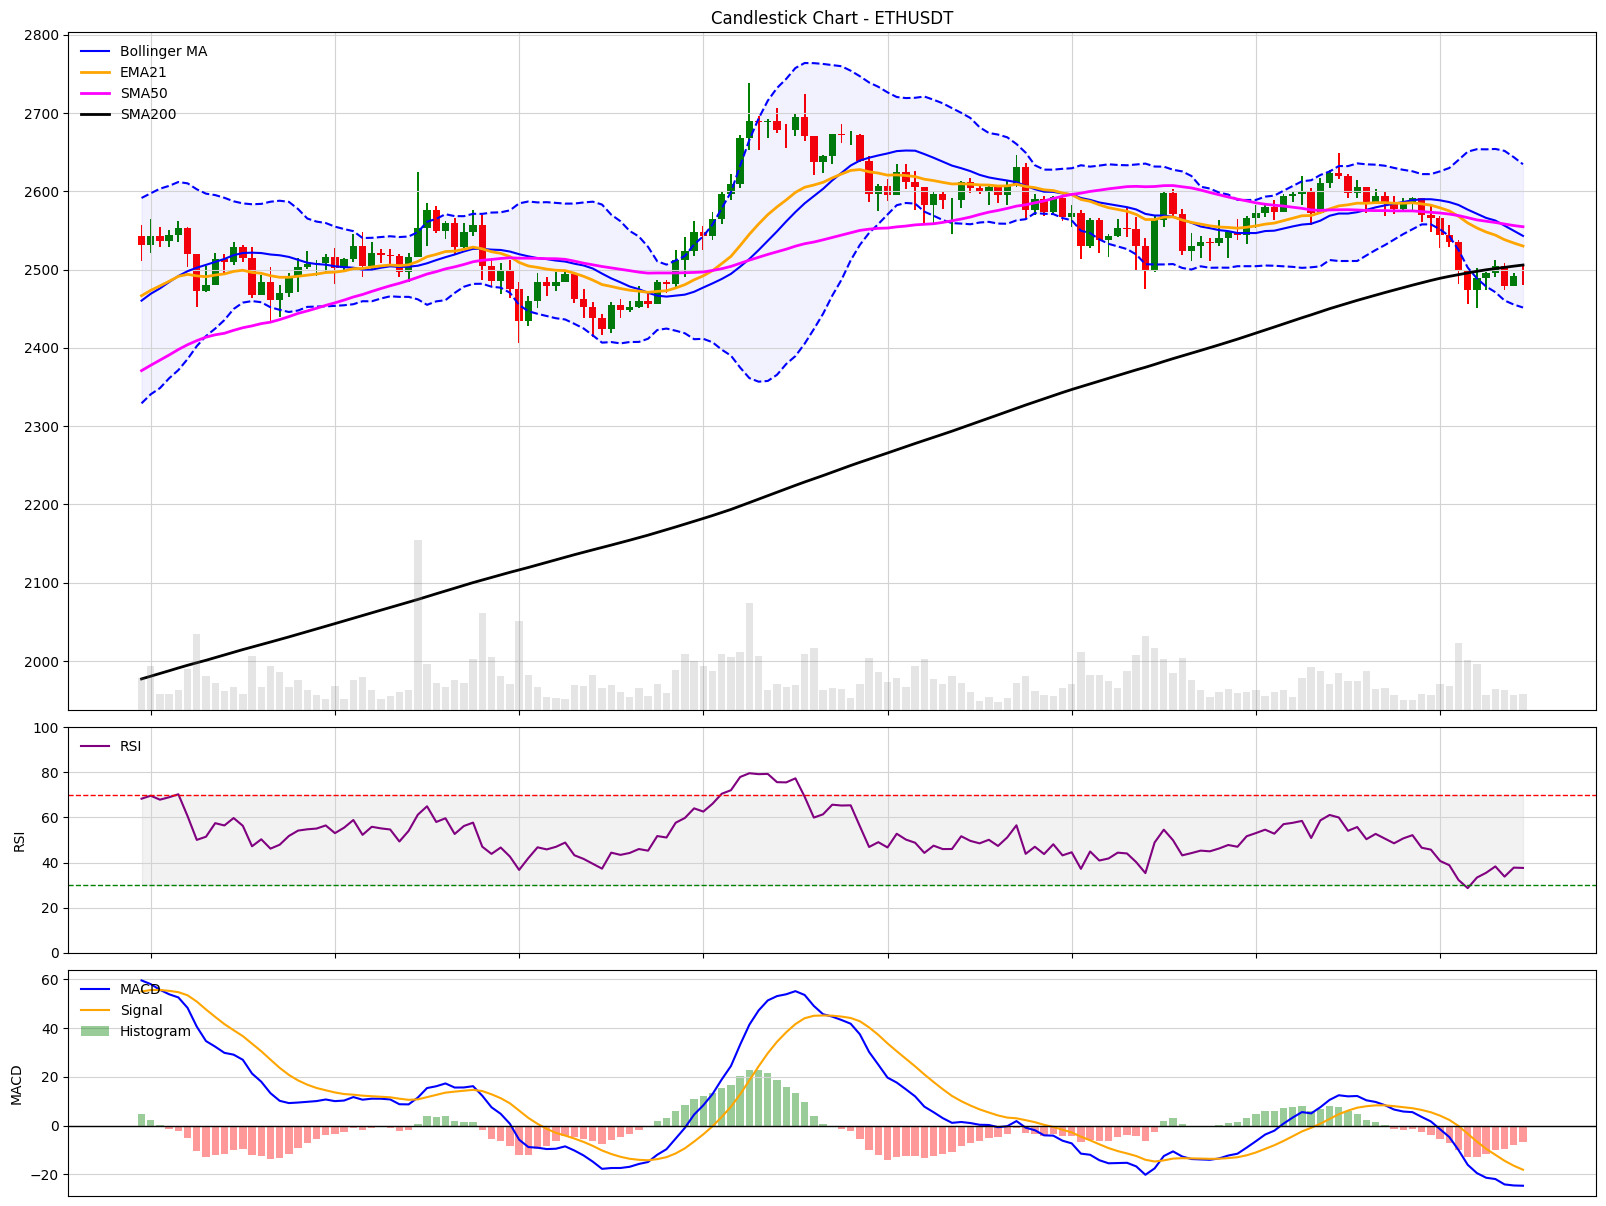 Candlestick Chart - ETHUSDT
2800
2700
2600
2500
2400
2300
2200
2100
2000
Bollinger MA
EMA21
SMA50
SMA200
100
80
60
40
20
0
RSI
RSI
60
40
20
0
−20
MACD
MACD
Signal
Histogram